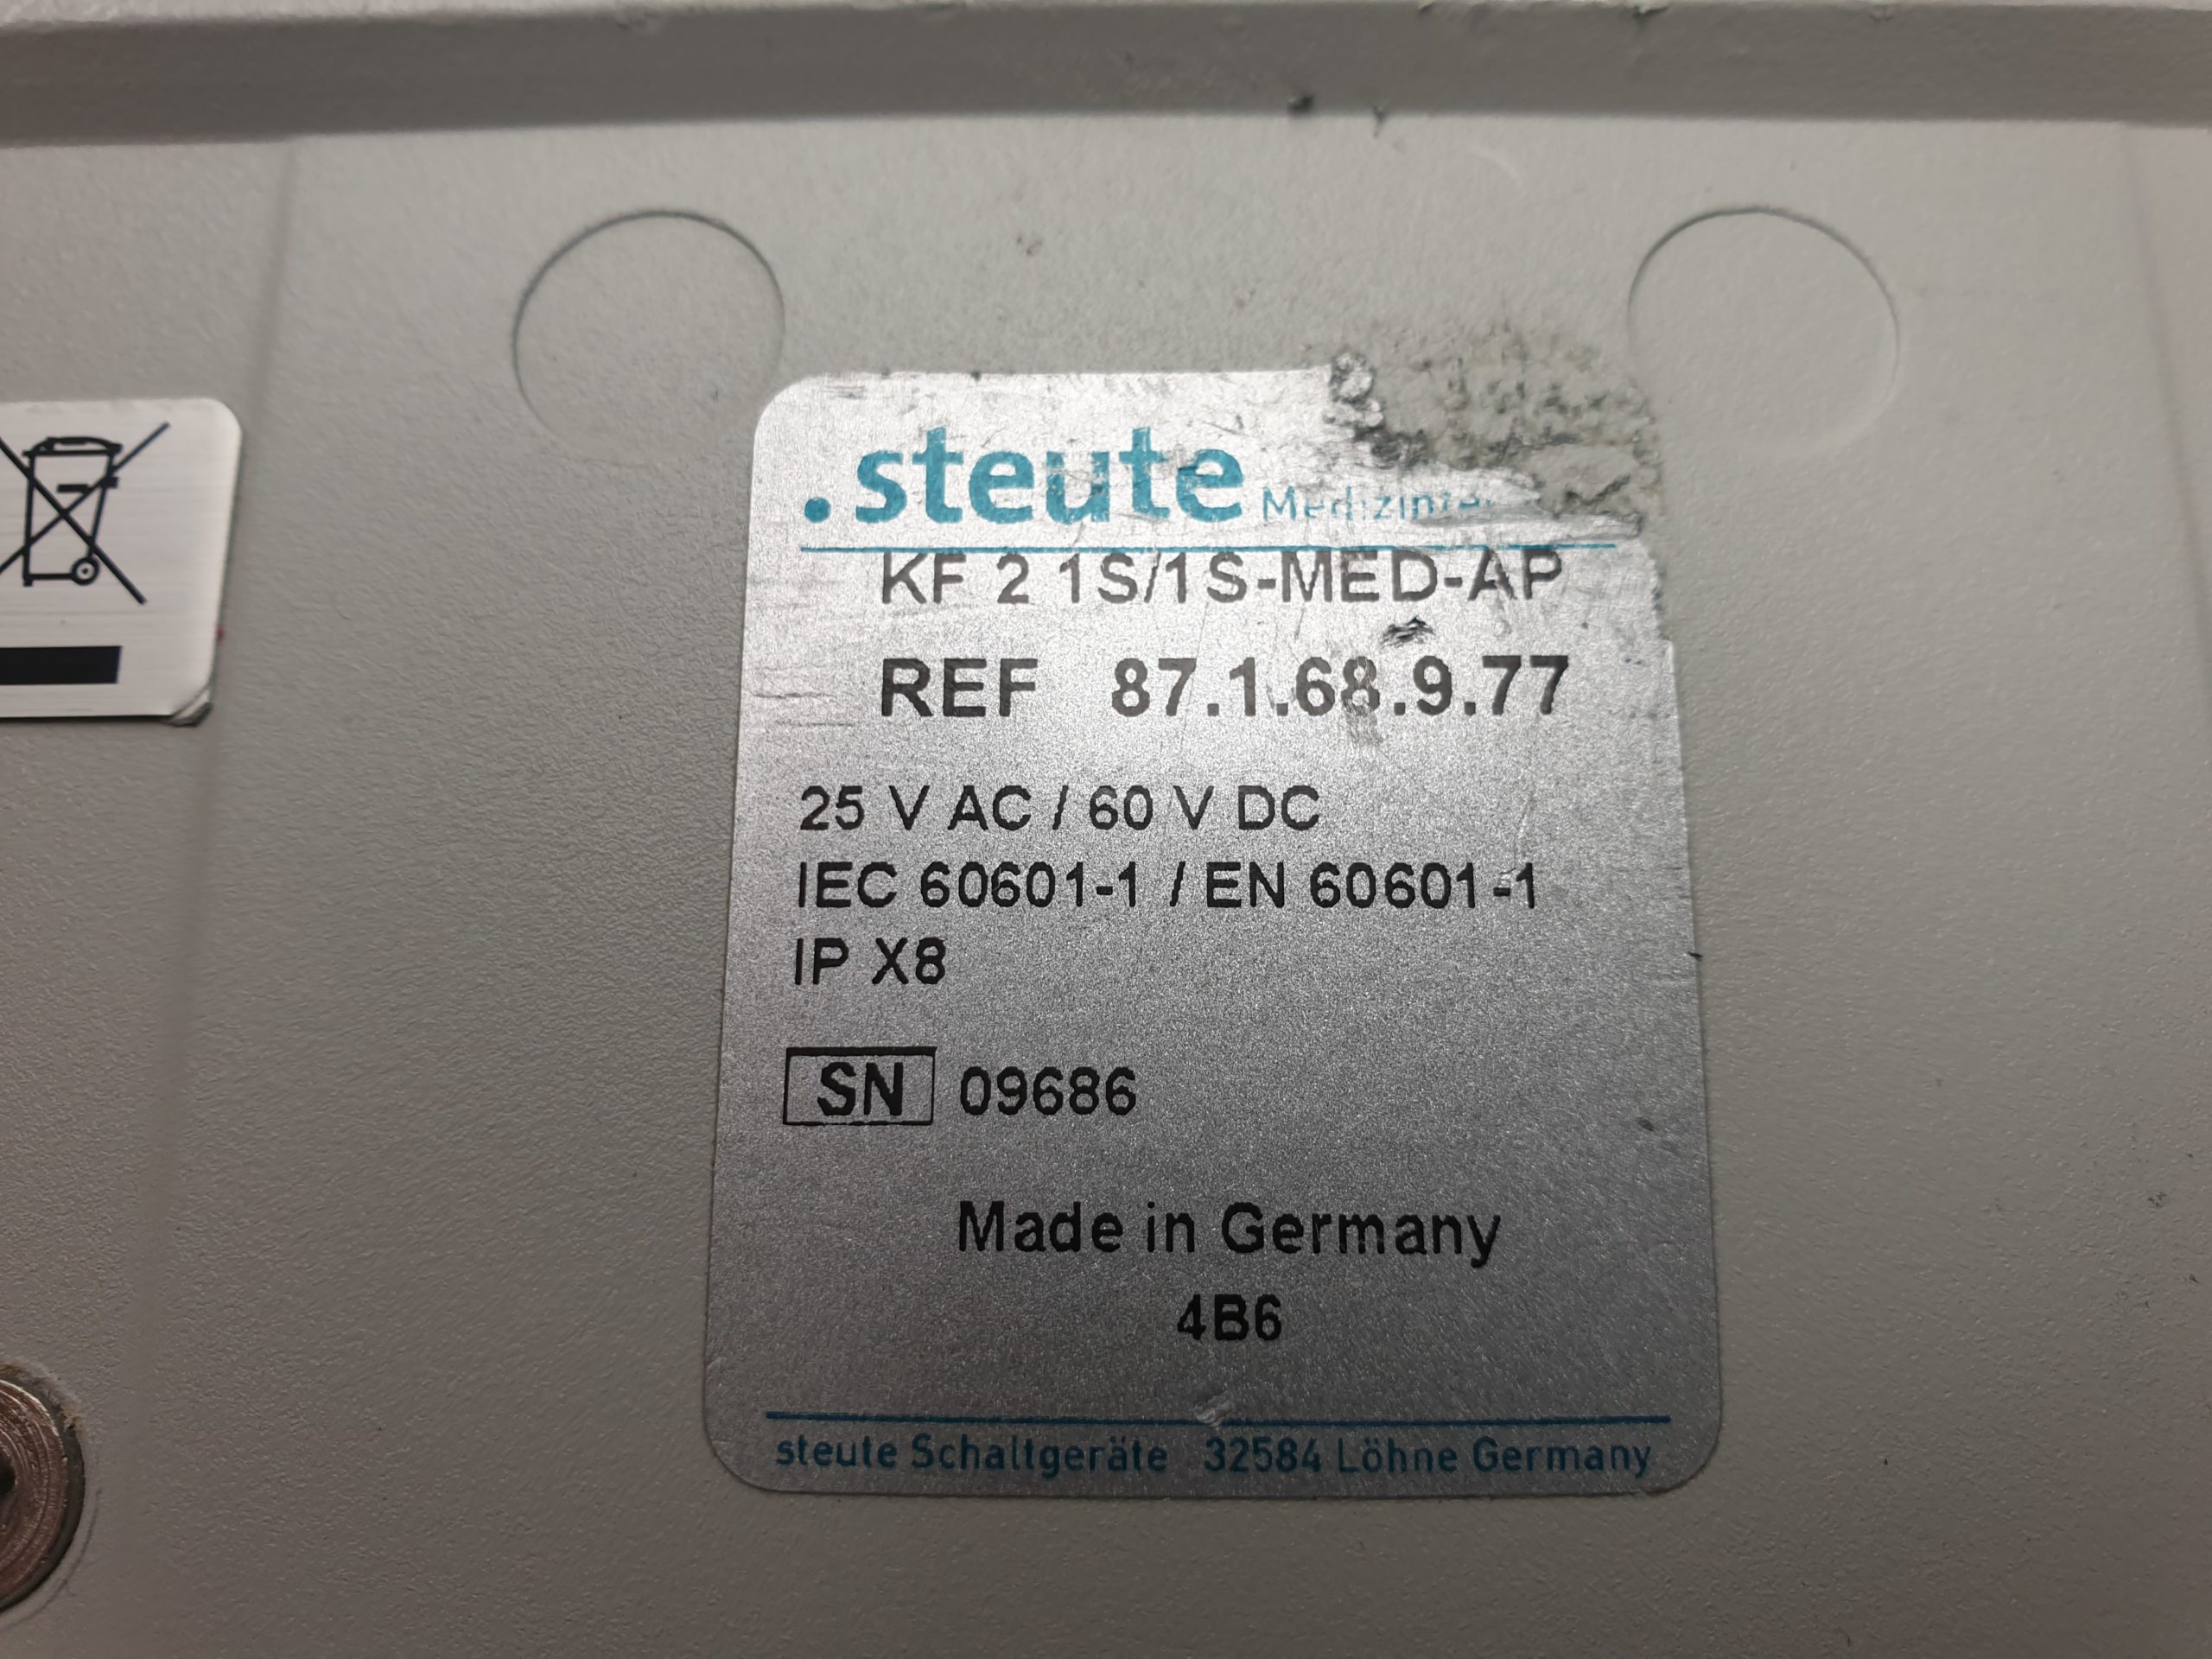 .steute
KF 2 1S/1S-MED-AP
REF 87.1.68.9.77
25 V AC / 60 V DC
IEC 60601-1 / EN 60601-1
IP X8
SN 09686
Made in Germany
4B6
steute Schaltgeräte 32584 Löhne Germany